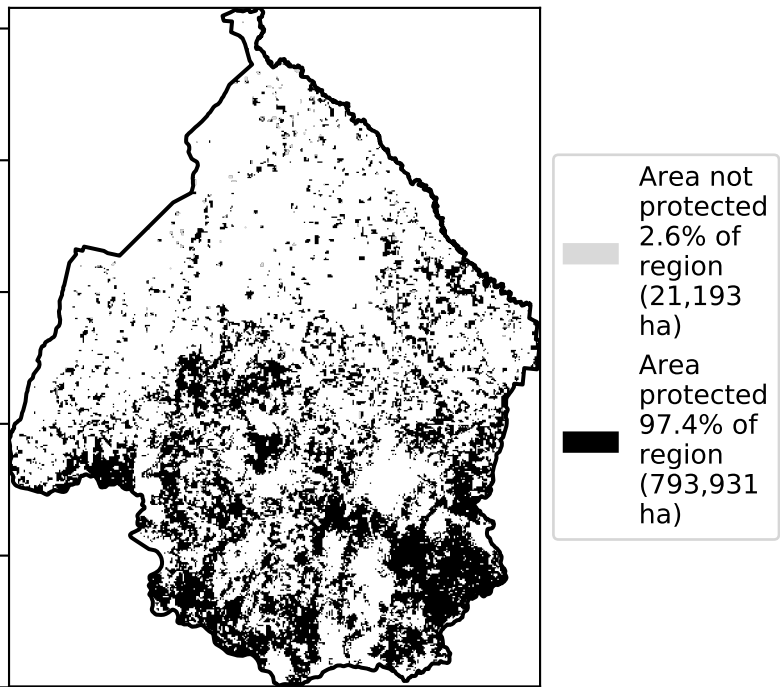 Area not
protected
2.6% of
region
(21,193
ha)
Area
protected
97.4% of
region
(793,931
ha)